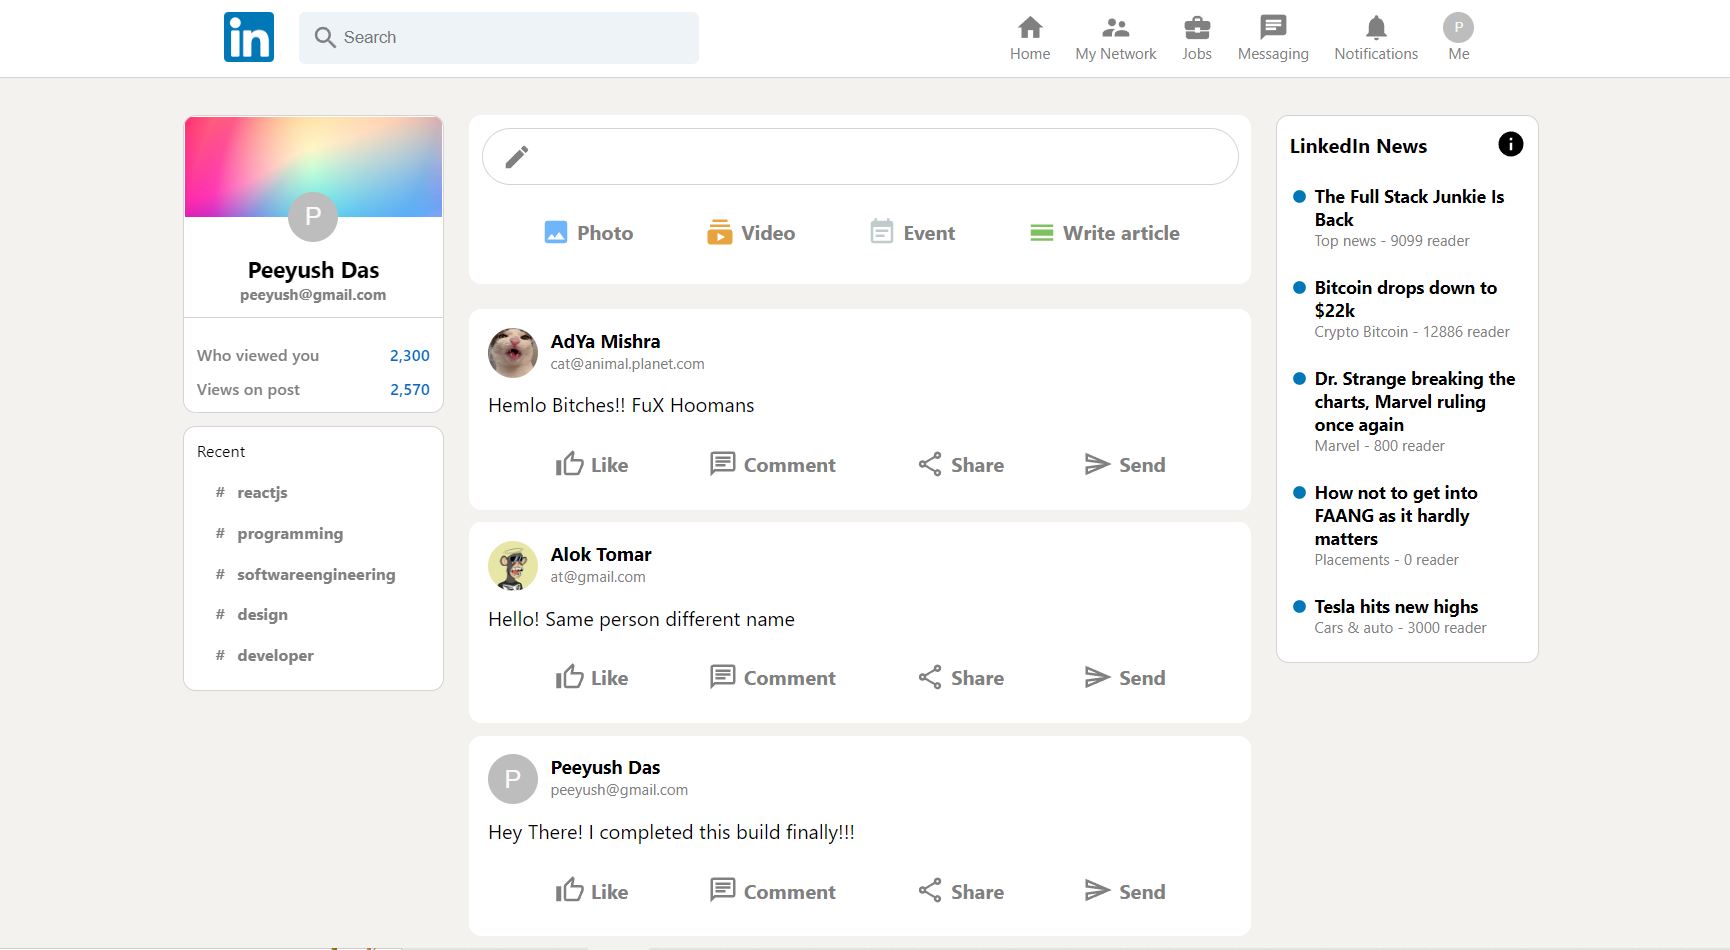 in
Search
Home
My Network
Jobs
Messaging
Notifications
P
Me
P
Peeyush Das
peeyush@gmail.com
Who viewed you 2,300
Views on post 2,570
Recent
# reactjs
# programming
# softwareengineering
# design
# developer
Photo Video Event Write article
AdYa Mishra
cat@animal.planet.com
Hemlo Bitches!! FuX Hoomans
Like Comment Share Send
Alok Tomar
at@gmail.com
Hello! Same person different name
Like Comment Share Send
P
Peeyush Das
peeyush@gmail.com
Hey There! I completed this build finally!!!
Like Comment Share Send
LinkedIn News
The Full Stack Junkie Is
Back
Top news - 9099 reader
Bitcoin drops down to
$22k
Crypto Bitcoin - 12886 reader
Dr. Strange breaking the
charts, Marvel ruling
once again
Marvel - 800 reader
How not to get into
FAANG as it hardly
matters
Placements - 0 reader
Tesla hits new highs
Cars & auto - 3000 reader